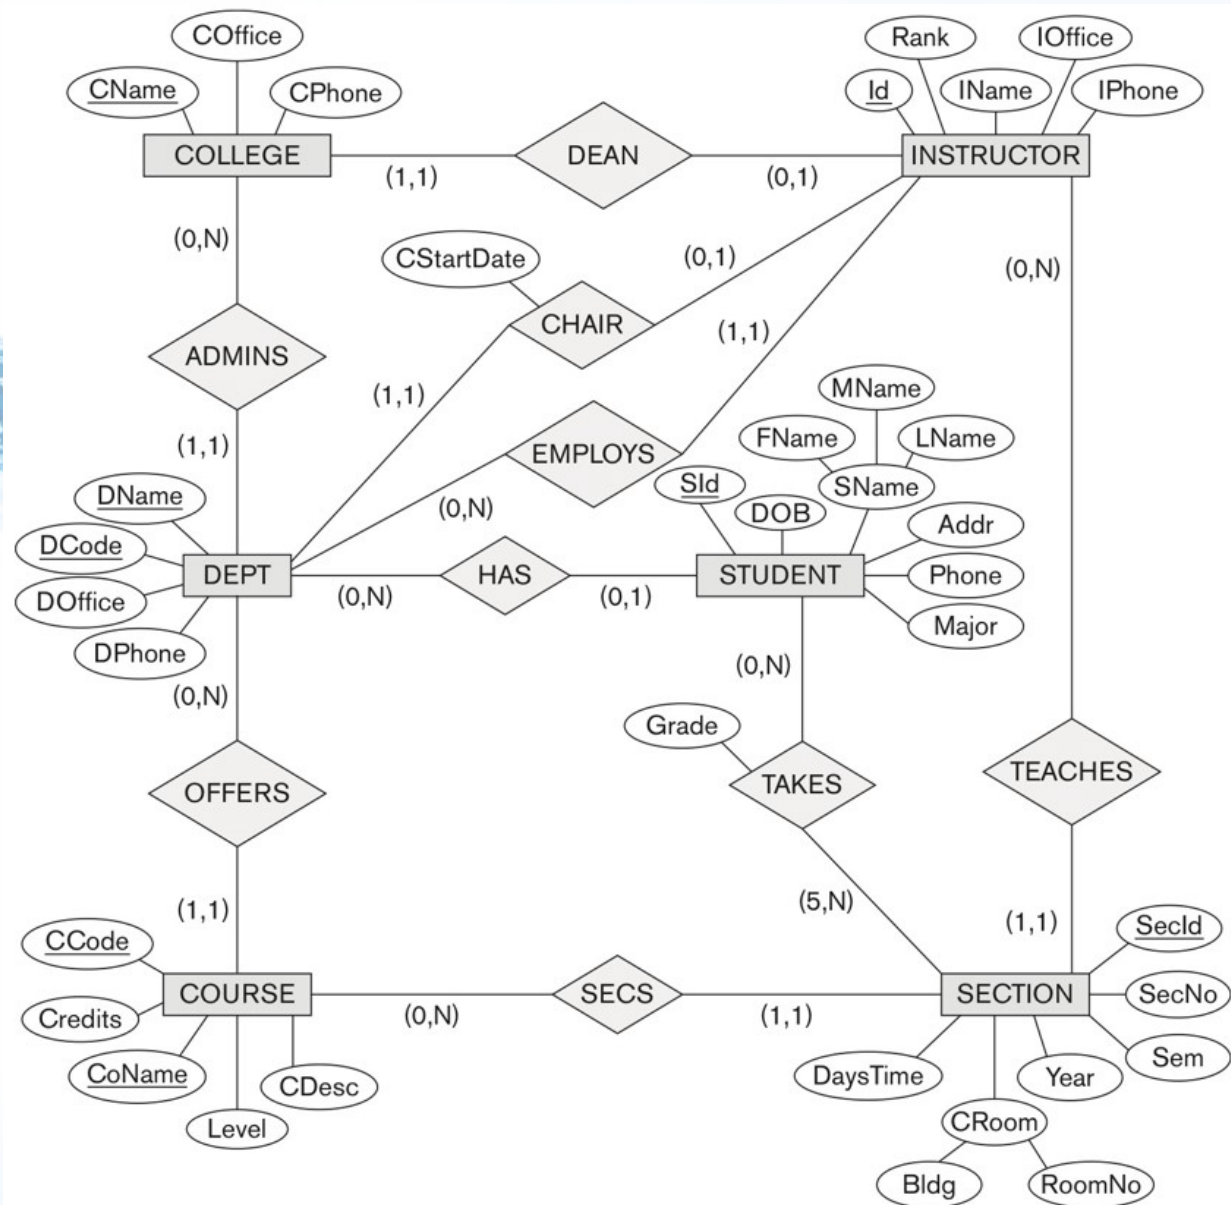 COffice
CName
CPhone
COLLEGE
Rank
IOffice
Id
IName
IPhone
INSTRUCTOR
DEAN
(1,1)
(0,1)
(0,N)
CStartDate
CHAIR
(0,1)
(0,N)
ADMINS
(1,1)
(1,1)
(1,1)
EMPLOYS
(0,N)
MName
FName
LName
SName
SId
DOB
Addr
Phone
Major
STUDENT
DName
DCode
DOffice
DPhone
DEPT
HAS
(0,N)
(0,1)
(0,N)
(0,N)
Grade
TAKES
TEACHES
OFFERS
(1,1)
(5,N)
(1,1)
CCode
Credits
CoName
Level
CDesc
COURSE
SECS
(0,N)
(1,1)
SECTION
SecId
SecNo
Sem
Year
DaysTime
CRoom
Bldg
RoomNo